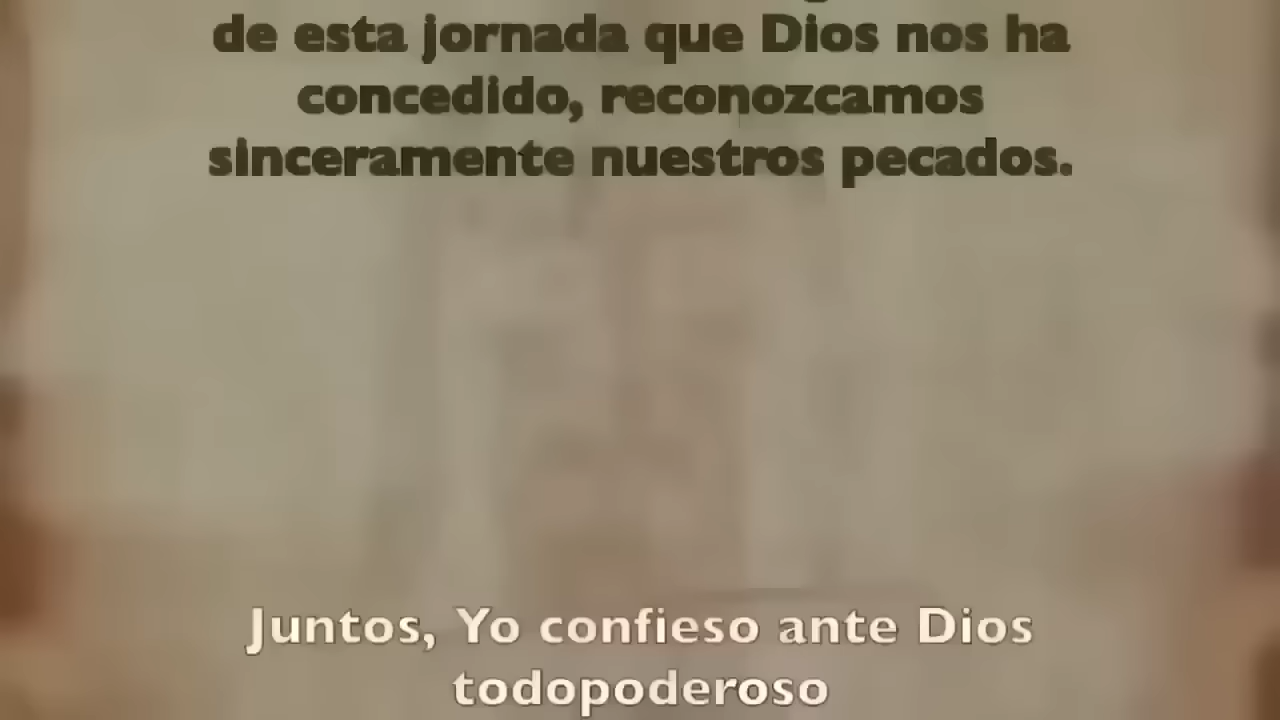 de esta jornada que Dios nos ha
concedido, reconozcamos
sinceramente nuestros pecados.
Juntos, Yo confieso ante Dios
todopoderoso